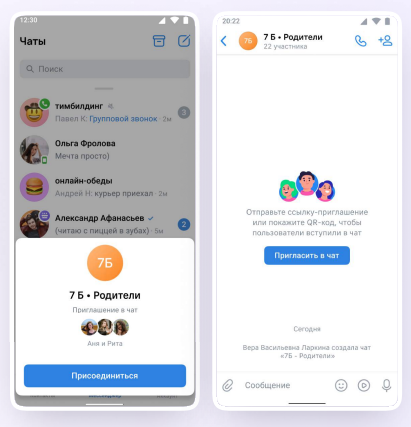 12:30
Чаты
Поиск
тимбилдинг
Павел К: Групповой звонок · 2м
3
Ольга Фролова
Мечта просто)
онлайн-обеды
Андрей Н: курьер приехал · 2м
Александр Афанасьев
(читаю с пиццей в зубах) · 5м
2
7Б
7 Б • Родители
Приглашение в чат
Аня и Рита
Присоединиться
20:22
7Б
7 Б • Родители
22 участника
Отправьте ссылку-приглашение
или покажите QR-код, чтобы
пользователи вступили в чат
Пригласить в чат
Сегодня
Вера Васильевна Ларкина создала чат
«7Б - Родители»
Сообщение